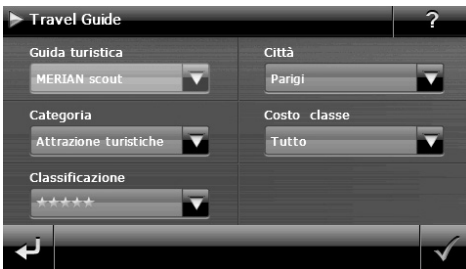 Travel Guide ?
Guida turistica
MERIAN scout
Città
Parigi
Categoria
Attrazione turistiche
Costo classe
Tutto
Classificazione
★★★★★